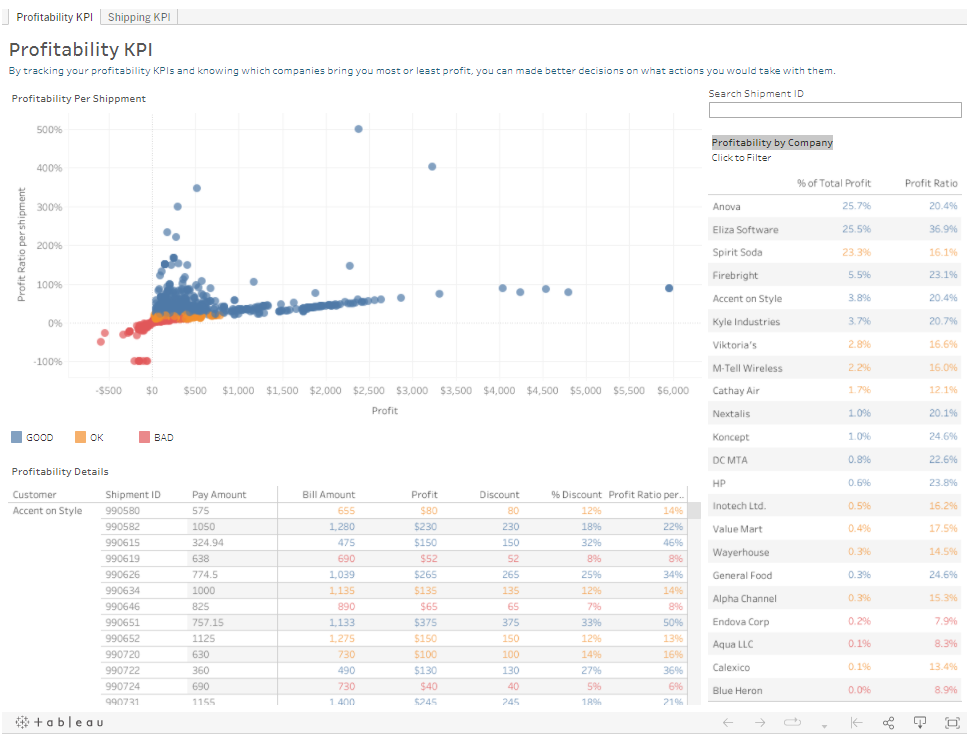 Profitability KPI Shipping KPI
Profitability KPI
By tracking your profitability KPIs and knowing which companies bring you most or least profit, you can made better decisions on what actions you would take with them.
Profitability Per Shippment
500%
400%
300%
200%
100%
0%
-100%
Profit Ratio per shipment
-$500 $0 $500 $1,000 $1,500 $2,000 $2,500 $3,000 $3,500 $4,000 $4,500 $5,000 $5,500 $6,000
Profit
GOOD OK BAD
Search Shipment ID
Profitability by Company
Click to Filter
% of Total Profit Profit Ratio
Anova 25.7% 20.4%
Eliza Software 25.5% 36.9%
Spirit Soda 23.3% 16.1%
Firebright 5.5% 23.1%
Accent on Style 3.8% 20.4%
Kyle Industries 3.7% 20.7%
Viktoria's 2.8% 16.6%
M-Tell Wireless 2.2% 16.0%
Cathay Air 1.7% 12.1%
Nextalis 1.0% 20.1%
Koncept 1.0% 24.6%
DC MTA 0.8% 22.6%
HP 0.6% 23.8%
Inotech Ltd. 0.5% 16.2%
Value Mart 0.4% 17.5%
Wayerhouse 0.3% 14.5%
General Food 0.3% 24.6%
Alpha Channel 0.3% 15.3%
Endova Corp 0.2% 7.9%
Aqua LLC 0.1% 8.3%
Calexico 0.1% 13.4%
Blue Heron 0.0% 8.9%
Profitability Details
Customer Shipment ID Pay Amount Bill Amount Profit Discount % Discount Profit Ratio per..
Accent on Style 990580 575 655 $80 80 12% 14%
990582 1050 1,280 $230 230 18% 22%
990615 324.94 475 $150 150 32% 46%
990619 638 690 $52 52 8% 8%
990626 774.5 1,039 $265 265 25% 34%
990634 1000 1,135 $135 135 12% 14%
990646 825 890 $65 65 7% 8%
990651 757.15 1,133 $375 375 33% 50%
990652 1125 1,275 $150 150 12% 13%
990720 630 730 $100 100 14% 16%
990722 360 490 $130 130 27% 36%
990724 690 730 $40 40 5% 6%
990731 1155 1,400 $245 245 18% 21%
+ a b | e a u